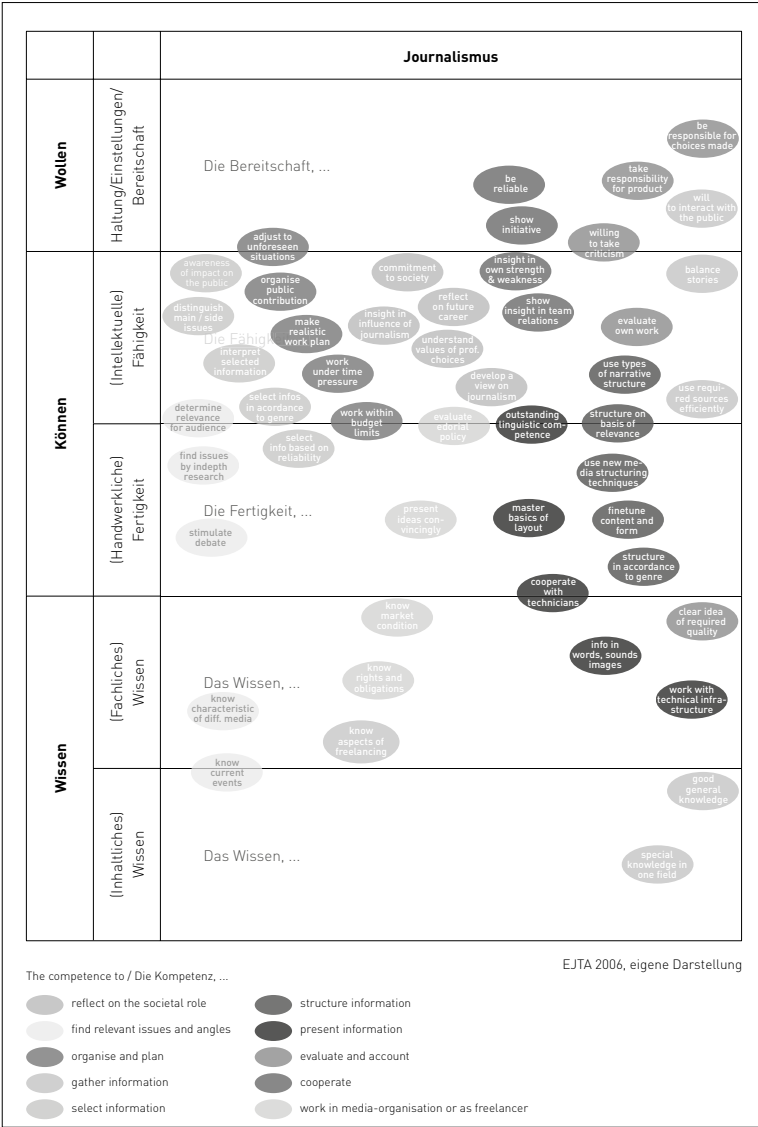 Journalismus
Wollen
Haltung/Einstellungen/
Bereitschaft
Die Bereitschaft, ...
be
responsible for
choices made
take
responsibility
for product
be
reliable
will
to interact with
the public
show
initiative
willing
to take
criticism
adjust to
unforeseen
situations
Können
(Intellektuelle)
Fähigkeit
awareness
of impact on
the public
organise
public
contribution
commitment
to society
insight in
own strength
& weakness
balance
stories
distinguish
main / side
issues
make
realistic
work plan
insight in
influence of
journalism
reflect
on future
career
show
insight in team
relations
evaluate
own work
Die Fähigk
interpret
selected
information
work
under time
pressure
understand
values of prof.
choices
develop a
view on
journalism
use types
of narrative
structure
use requi-
red sources
efficiently
determine
relevance
for audience
select infos
in acordance
to genre
work within
budget
limits
evaluate
edorial
policy
outstanding
linguistic com-
petence
structure on
basis of
relevance
(Handwerkliche)
Fertigkeit
find issues
by indepth
research
select
info based on
reliability
use new me-
dia structuring
techniques
Die Fertigkeit, ...
stimulate
debate
present
ideas con-
vincingly
master
basics of
layout
finetune
content and
form
structure
in accordance
to genre
cooperate
with
technicians
Wissen
(Fachliches)
Wissen
know
market
condition
clear idea
of required
quality
info in
words, sounds
images
Das Wissen, ...
know
rights and
obligations
work with
technical infra-
structure
know
characteristic
of diff. media
know
aspects of
freelancing
know
current
events
(Inhaltliches)
Wissen
good
general
knowledge
Das Wissen, ...
special
knowledge in
one field
EJTA 2006, eigene Darstellung
The competence to / Die Kompetenz, ...
reflect on the societal role
find relevant issues and angles
organise and plan
gather information
select information
structure information
present information
evaluate and account
cooperate
work in media-organisation or as freelancer